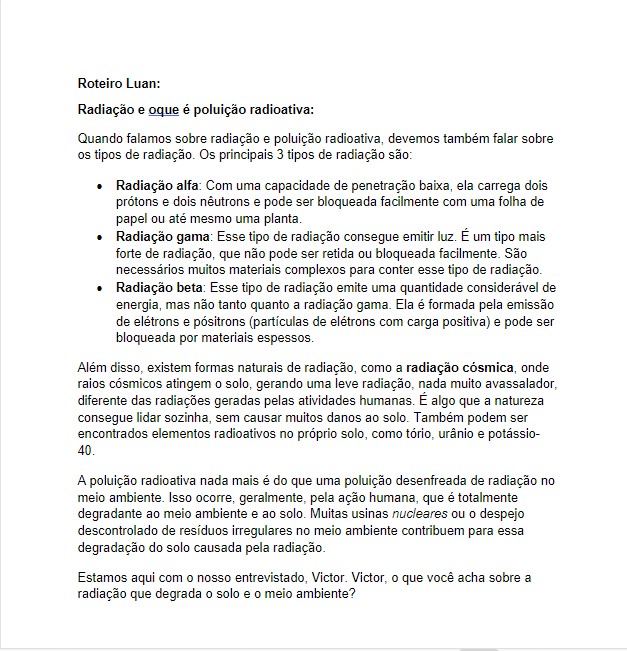 Roteiro Luan:
Radiação e oque é poluição radioativa:
Quando falamos sobre radiação e poluição radioativa, devemos também falar sobre
os tipos de radiação. Os principais 3 tipos de radiação são:
• Radiação alfa: Com uma capacidade de penetração baixa, ela carrega dois
prótons e dois nêutrons e pode ser bloqueada facilmente com uma folha de
papel ou até mesmo uma planta.
• Radiação gama: Esse tipo de radiação consegue emitir luz. É um tipo mais
forte de radiação, que não pode ser retida ou bloqueada facilmente. São
necessários muitos materiais complexos para conter esse tipo de radiação.
• Radiação beta: Esse tipo de radiação emite uma quantidade considerável de
energia, mas não tanto quanto a radiação gama. Ela é formada pela emissão
de elétrons e pósitrons (partículas de elétrons com carga positiva) e pode ser
bloqueada por materiais espessos.
Além disso, existem formas naturais de radiação, como a radiação cósmica, onde
raios cósmicos atingem o solo, gerando uma leve radiação, nada muito avassalador,
diferente das radiações geradas pelas atividades humanas. É algo que a natureza
consegue lidar sozinha, sem causar muitos danos ao solo. Também podem ser
encontrados elementos radioativos no próprio solo, como tório, urânio e potássio-
40.
A poluição radioativa nada mais é do que uma poluição desenfreada de radiação no
meio ambiente. Isso ocorre, geralmente, pela ação humana, que é totalmente
degradante ao meio ambiente e ao solo. Muitas usinas nucleares ou o despejo
descontrolado de resíduos irregulares no meio ambiente contribuem para essa
degradação do solo causada pela radiação.
Estamos aqui com o nosso entrevistado, Victor. Victor, o que você acha sobre a
radiação que degrada o solo e o meio ambiente?